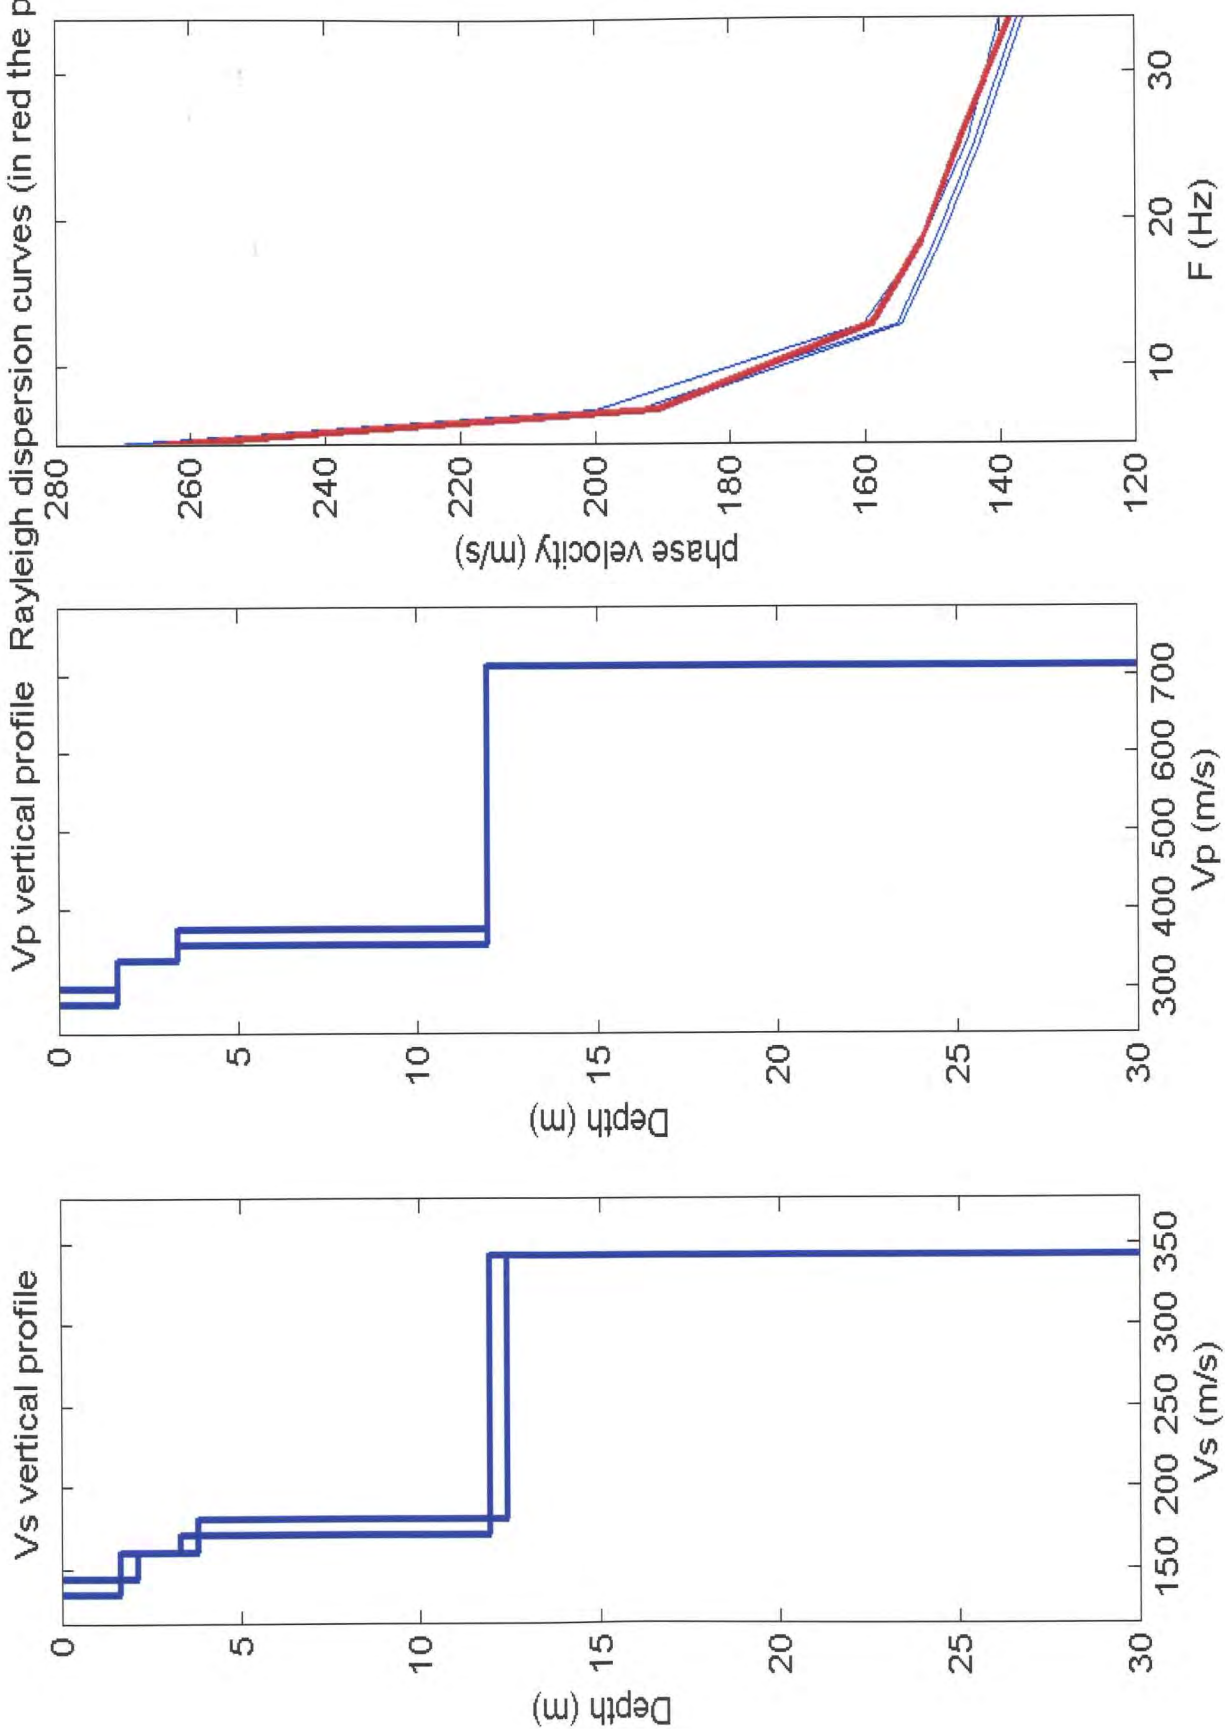 Vs vertical profile
0
5
10
15
20
25
30
Depth (m)
150 200 250 300 350
Vs (m/s)
Vp vertical profile
0
5
10
15
20
25
30
Depth (m)
300 400 500 600 700
Vp (m/s)
Rayleigh dispersion curves (in red the p
280
260
240
220
200
180
160
140
120
phase velocity (m/s)
10 20 30
F (Hz)